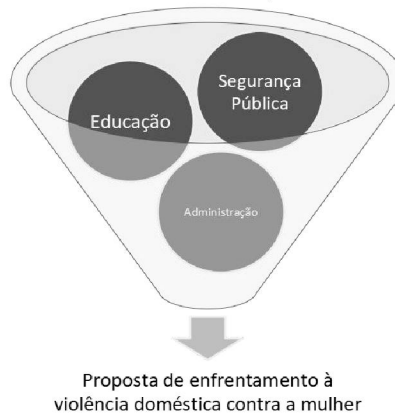 Segurança
Pública
Educação
Administração
Proposta de enfrentamento à
violência doméstica contra a mulher